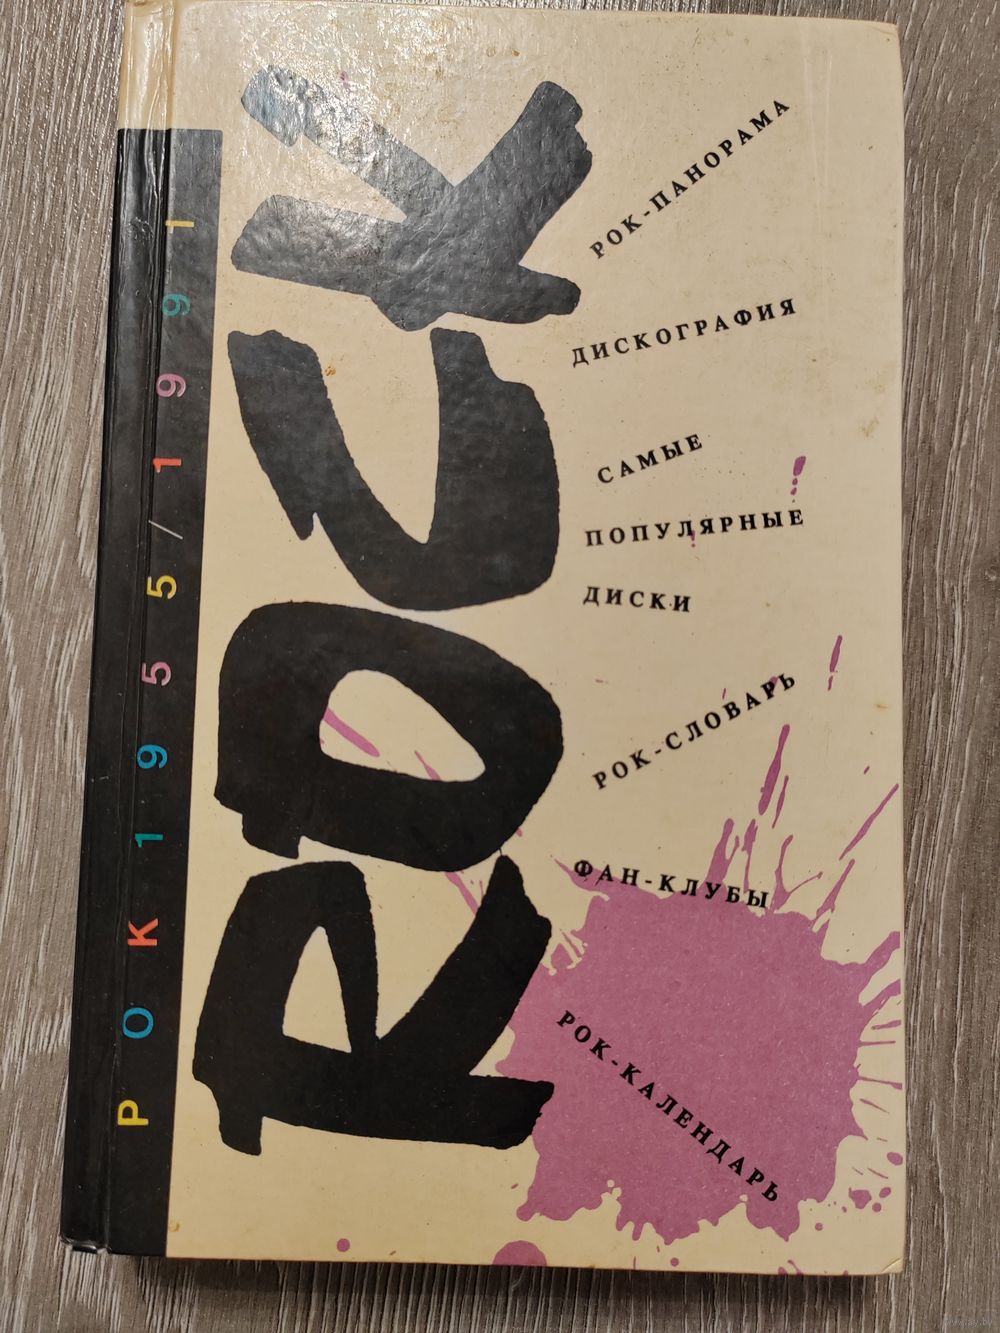 РОК 1955/1991
ROCK
РОК-ПАНОРАМА
ДИСКОГРАФИЯ
САМЫЕ
ПОПУЛЯРНЫЕ
ДИСКИ
РОК-СЛОВАРЬ
ФАН-КЛУБЫ
РОК-КАЛЕНДАРЬ